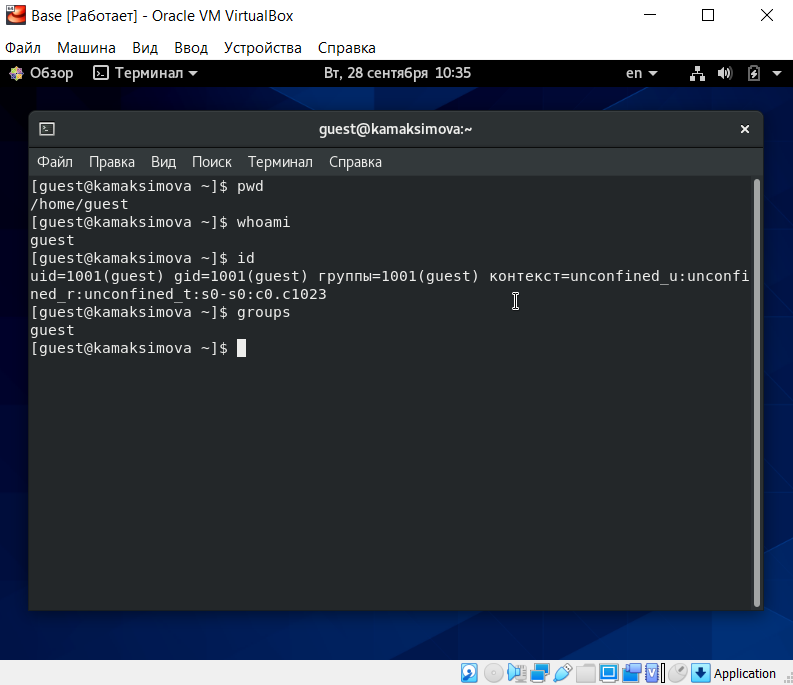 Base [Работает] - Oracle VM VirtualBox
Файл Машина Вид Ввод Устройства Справка
Обзор Терминал Вт, 28 сентября 10:35 en
guest@kamaksimova:~
Файл Правка Вид Поиск Терминал Справка
[guest@kamaksimova ~]$ pwd
/home/guest
[guest@kamaksimova ~]$ whoami
guest
[guest@kamaksimova ~]$ id
uid=1001(guest) gid=1001(guest) группы=1001(guest) контекст=unconfined_u:unconfi
ned_r:unconfined_t:s0-s0:c0.c1023
[guest@kamaksimova ~]$ groups
guest
[guest@kamaksimova ~]$
Application